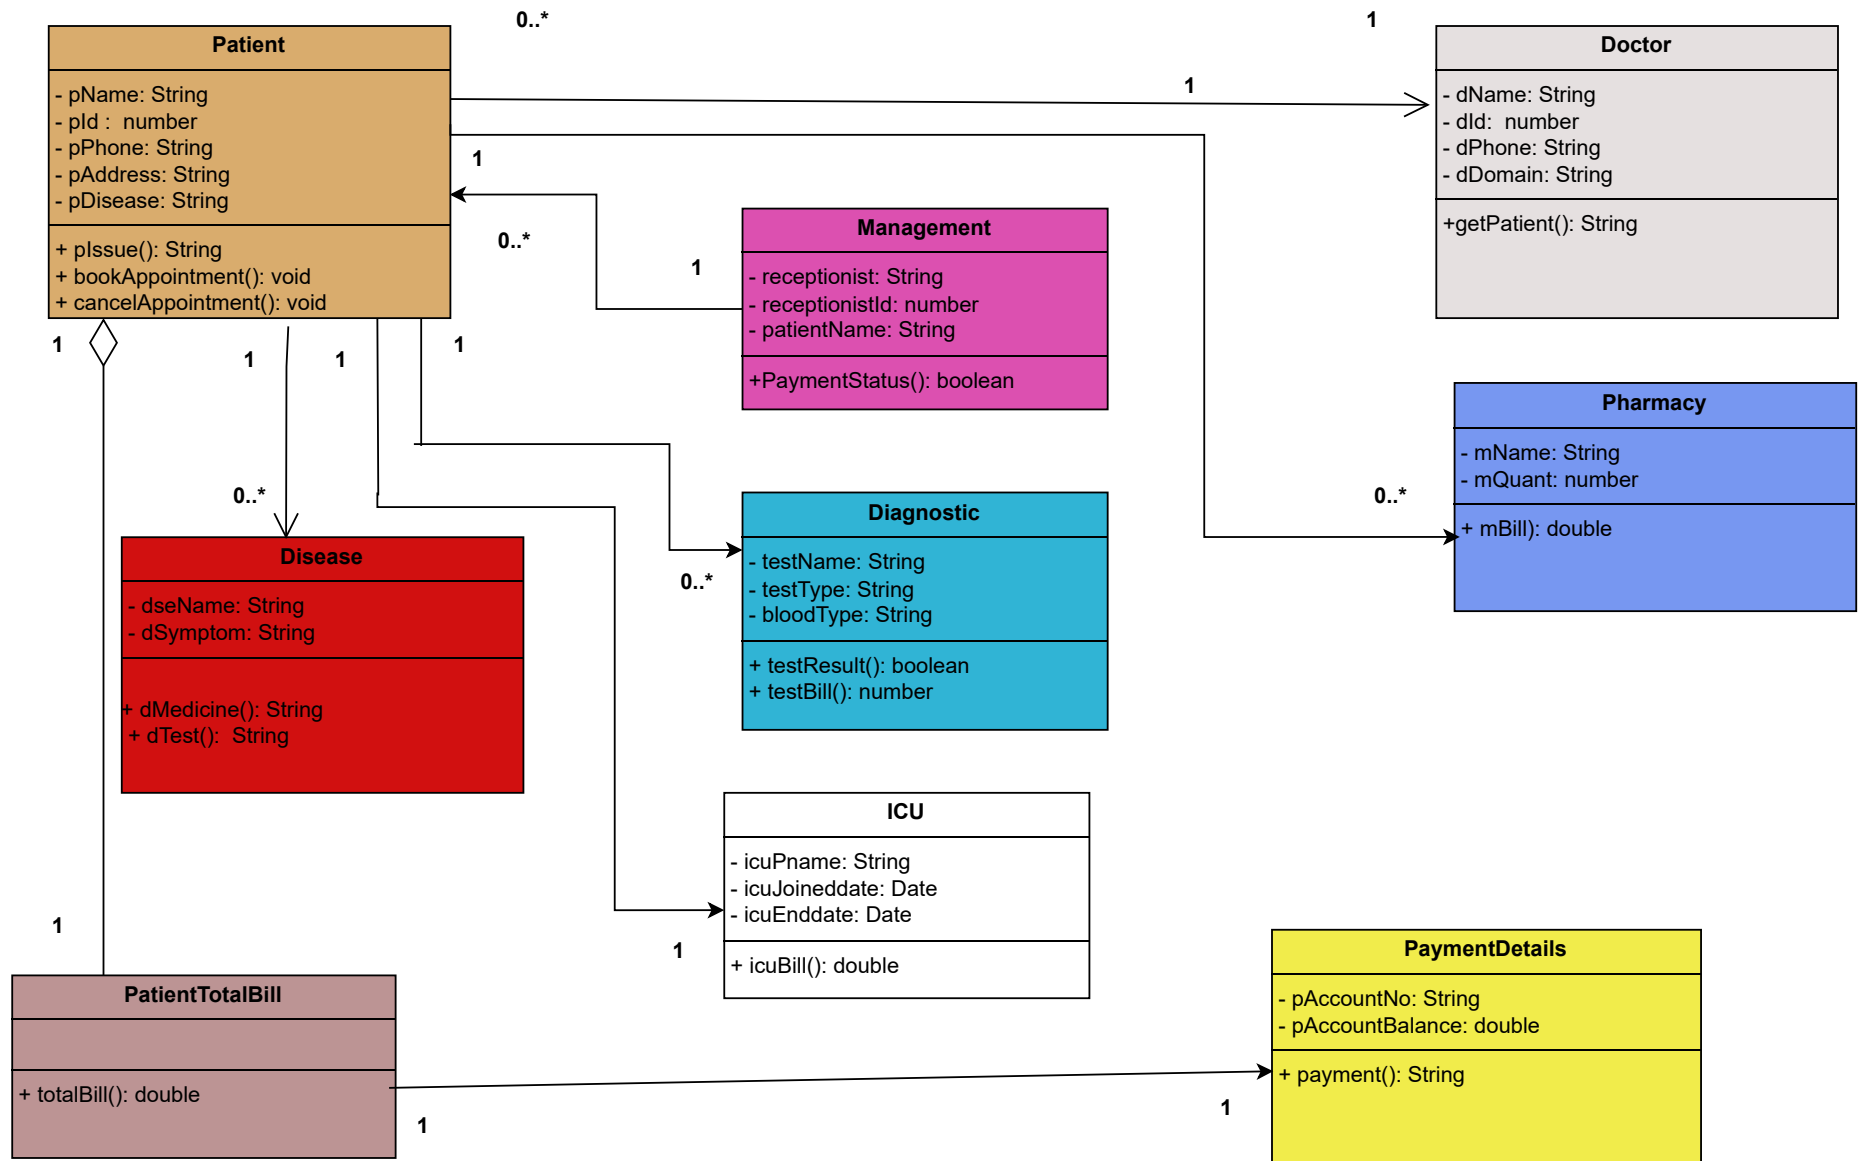 0..*
1
Patient
- pName: String
- pId :  number
- pPhone: String
- pAddress: String
- pDisease: String
+ pIssue(): String
+ bookAppointment(): void
+ cancelAppointment(): void
Doctor
- dName: String
- dId:  number
- dPhone: String
- dDomain: String
+getPatient(): String
1
1
0..*
1
Management
- receptionist: String
- receptionistId: number
- patientName: String
+PaymentStatus(): boolean
1
1
1
1
Pharmacy
- mName: String
- mQuant: number
+ mBill): double
0..*
0..*
0..*
Disease
- dseName: String
- dSymptom: String
+ dMedicine(): String
+ dTest():  String
Diagnostic
- testName: String
- testType: String
- bloodType: String
+ testResult(): boolean
+ testBill(): number
ICU
- icuPname: String
- icuJoineddate: Date
- icuEnddate: Date
+ icuBill(): double
1
1
PatientTotalBill
+ totalBill(): double
1
1
PaymentDetails
- pAccountNo: String
- pAccountBalance: double
+ payment(): String